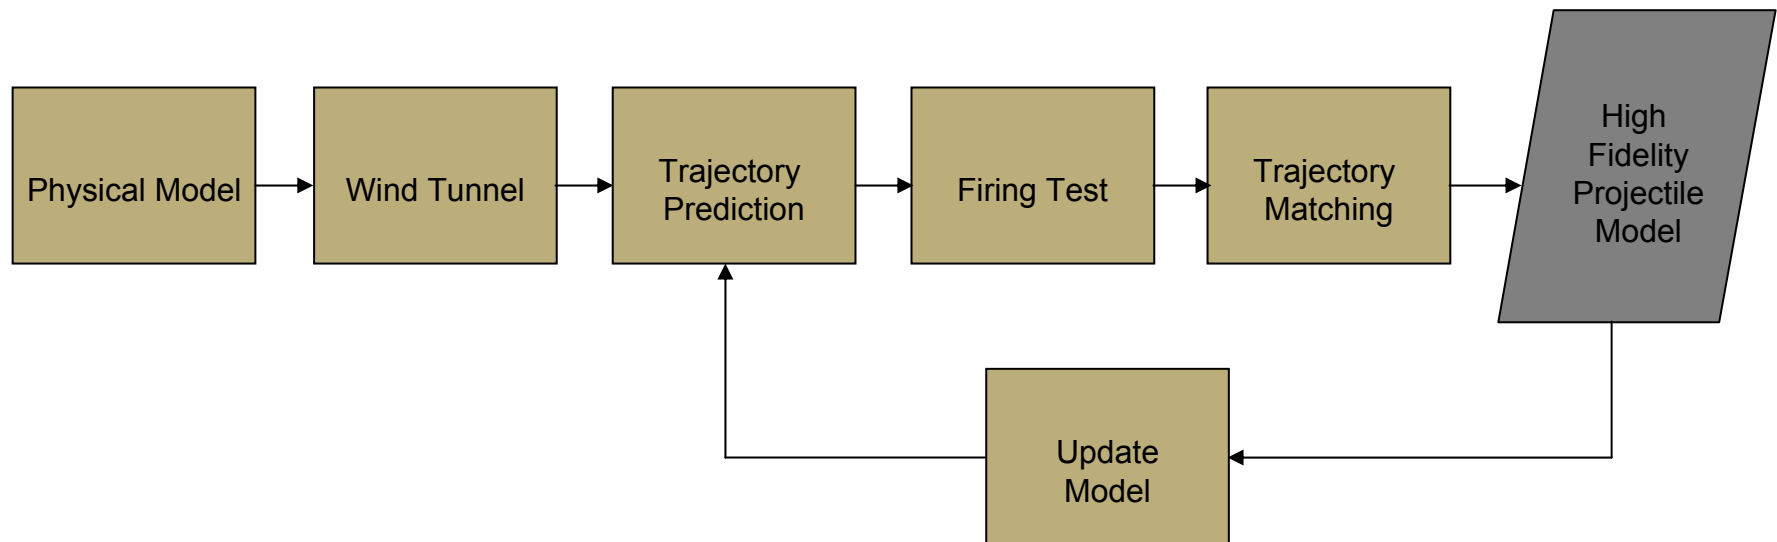 Physical Model
Wind Tunnel
Trajectory
Prediction
Firing Test
Trajectory
Matching
High
Fidelity
Projectile
Model
Update
Model